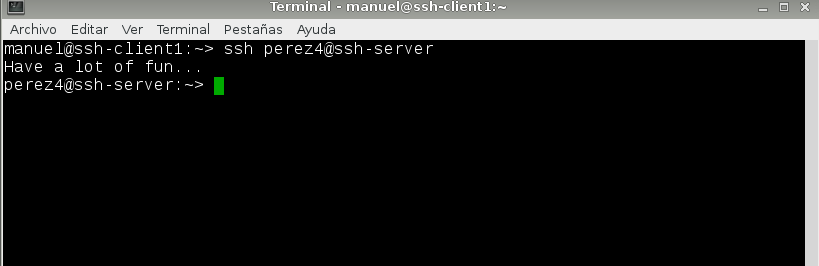 Terminal - manuel@ssh-client1:~
Archivo Editar Ver Terminal Pestañas Ayuda
manuel@ssh-client1:~> ssh perez4@ssh-server
Have a lot of fun...
perez4@ssh-server:~>